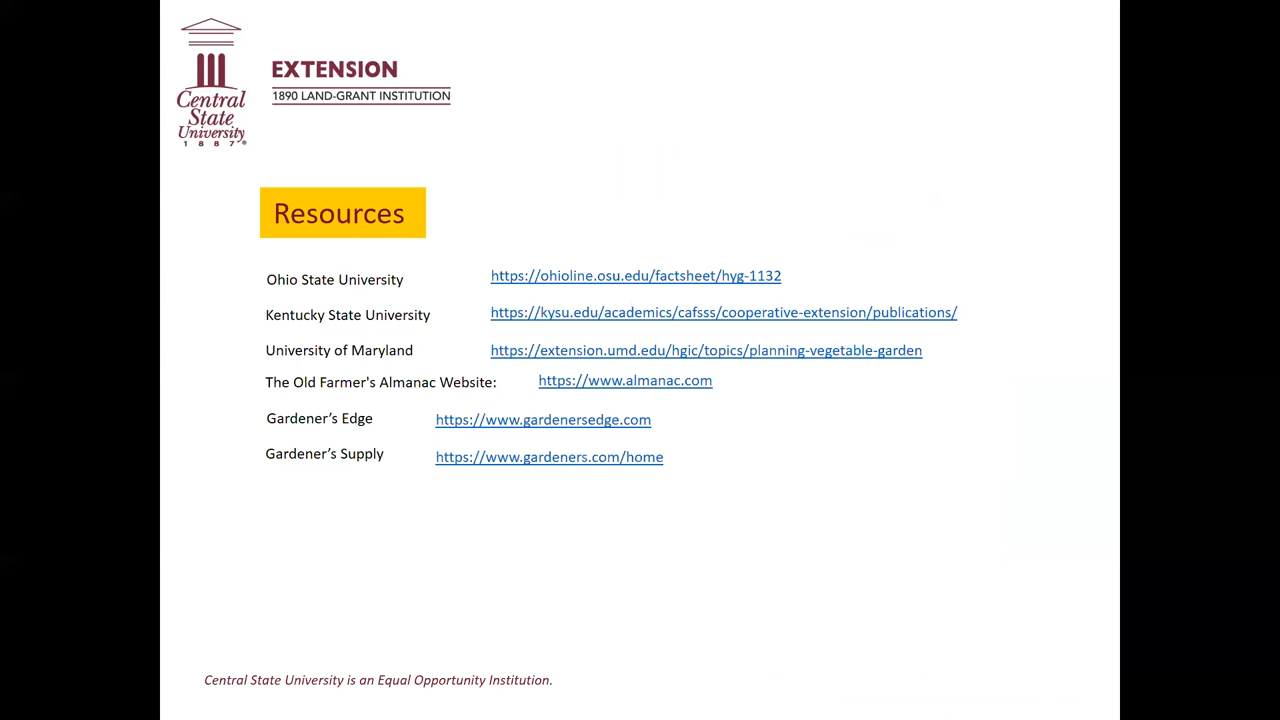 EXTENSION
1890 LAND-GRANT INSTITUTION
Central
State
University
1887®
Resources
Ohio State University https://ohioline.osu.edu/factsheet/hyg-1132
Kentucky State University https://kysu.edu/academics/cafsss/cooperative-extension/publications/
University of Maryland https://extension.umd.edu/hgic/topics/planning-vegetable-garden
The Old Farmer's Almanac Website: https://www.almanac.com
Gardener’s Edge https://www.gardenersedge.com
Gardener’s Supply https://www.gardeners.com/home
Central State University is an Equal Opportunity Institution.